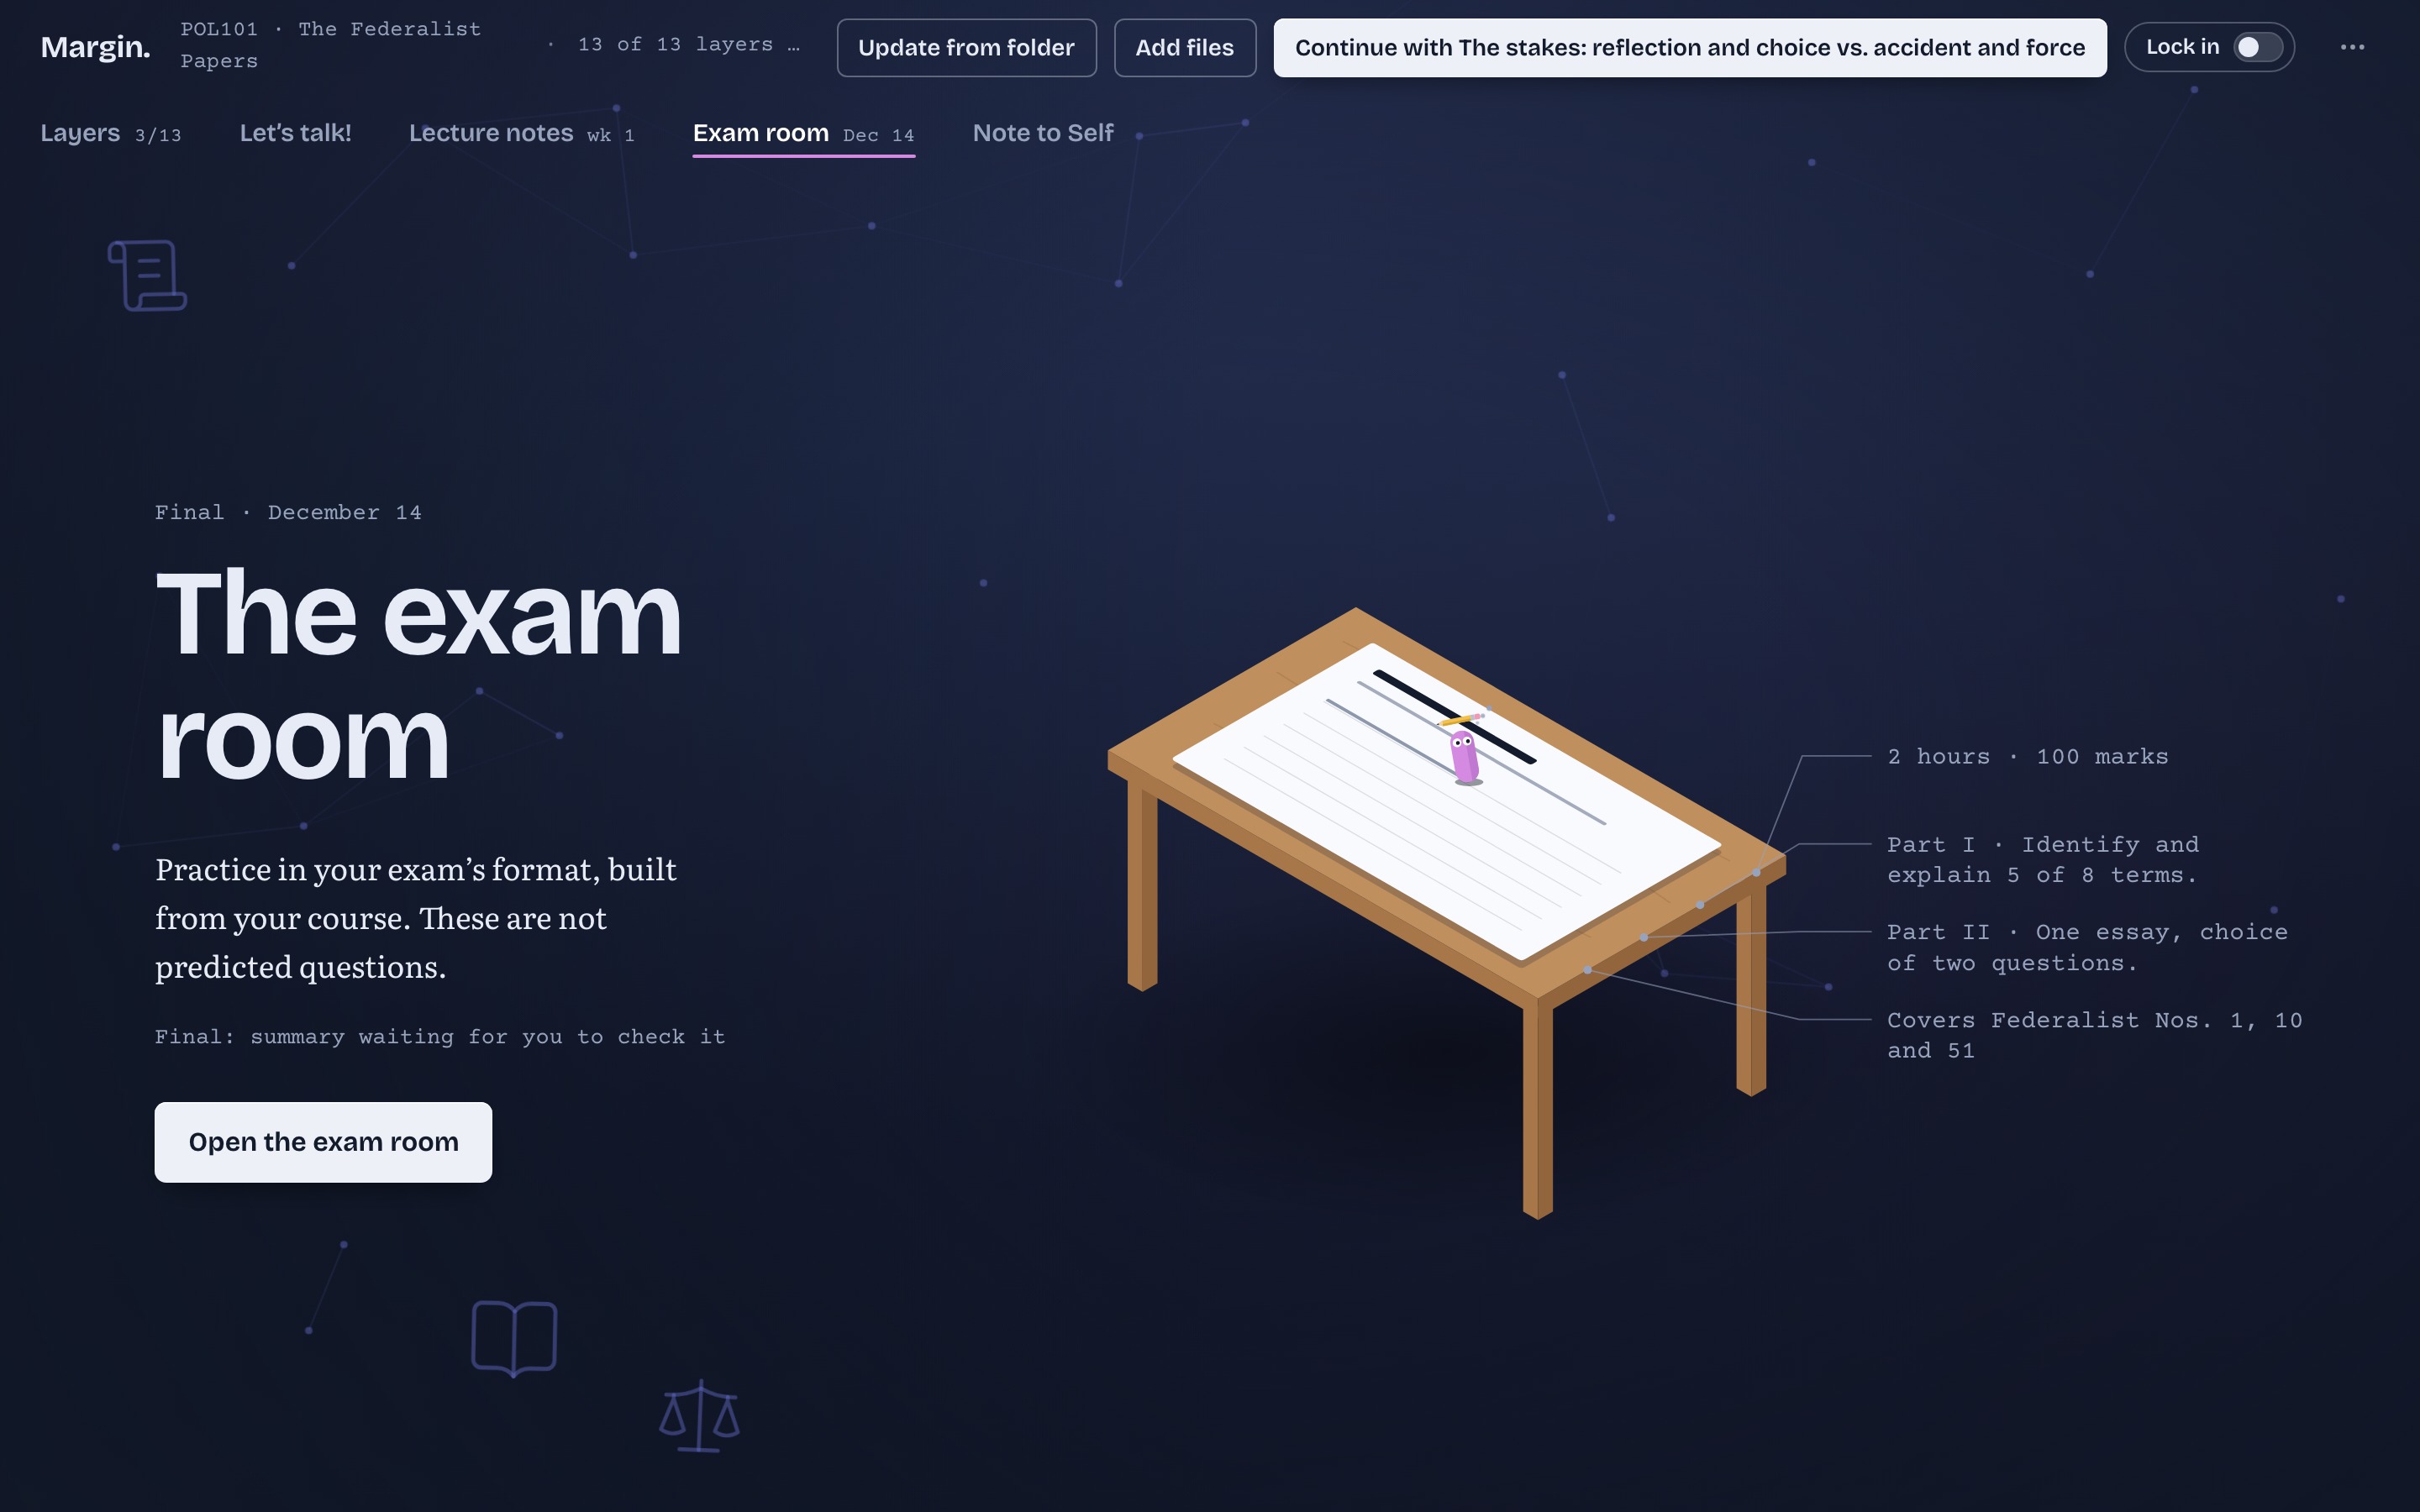 Margin.
POL101 · The Federalist
Papers
· 13 of 13 layers …
Update from folder
Add files
Continue with The stakes: reflection and choice vs. accident and force
Lock in
Layers 3/13
Let’s talk!
Lecture notes wk 1
Exam room Dec 14
Note to Self
Final · December 14
The exam
room
Practice in your exam’s format, built
from your course. These are not
predicted questions.
Final: summary waiting for you to check it
Open the exam room
2 hours · 100 marks
Part I · Identify and
explain 5 of 8 terms.
Part II · One essay, choice
of two questions.
Covers Federalist Nos. 1, 10
and 51